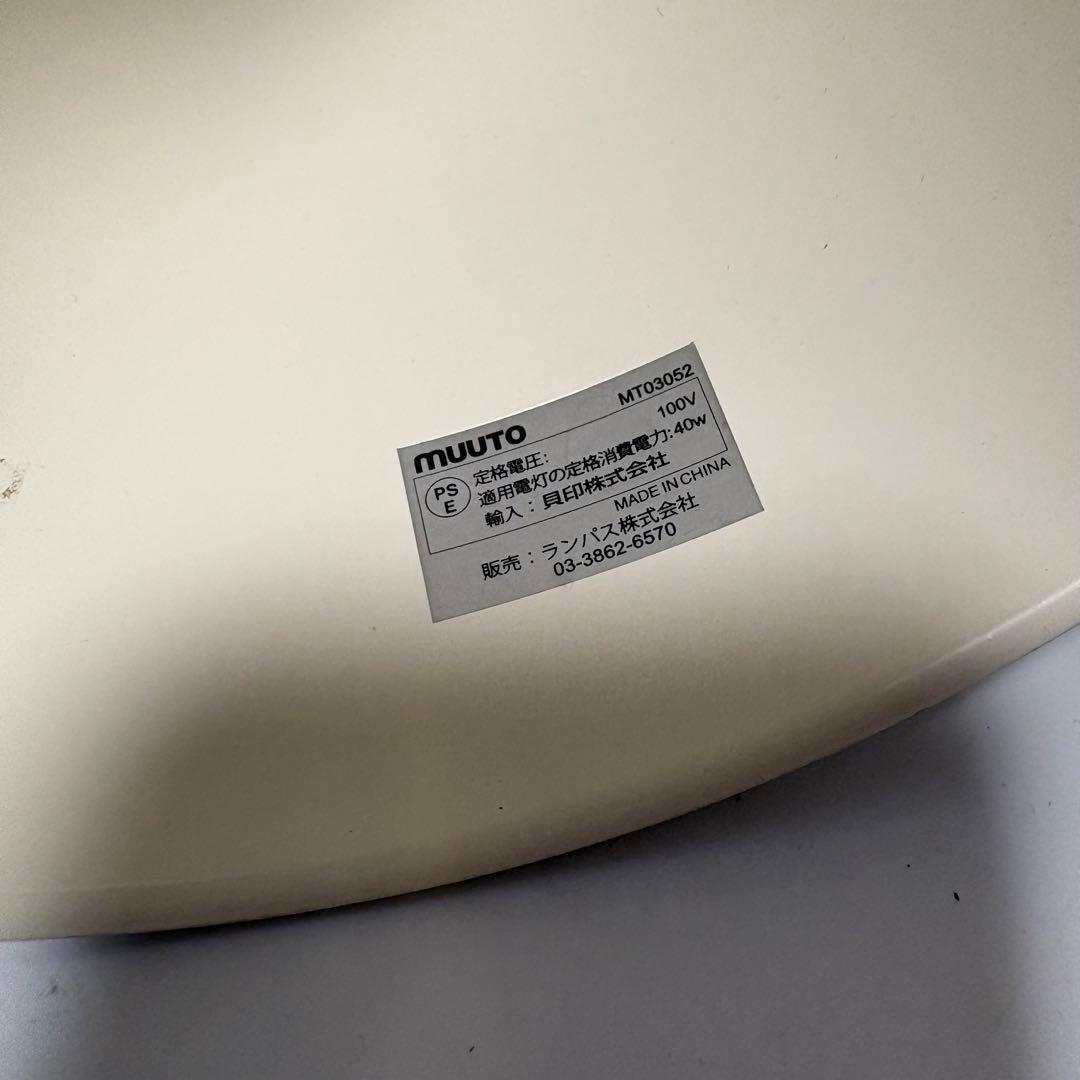 muuto MT03052
PS E
定格電圧: 100V
適用電灯の定格消費電力:40w
輸入：貝印株式会社
MADE IN CHINA
販売：ランパス株式会社
03-3862-6570